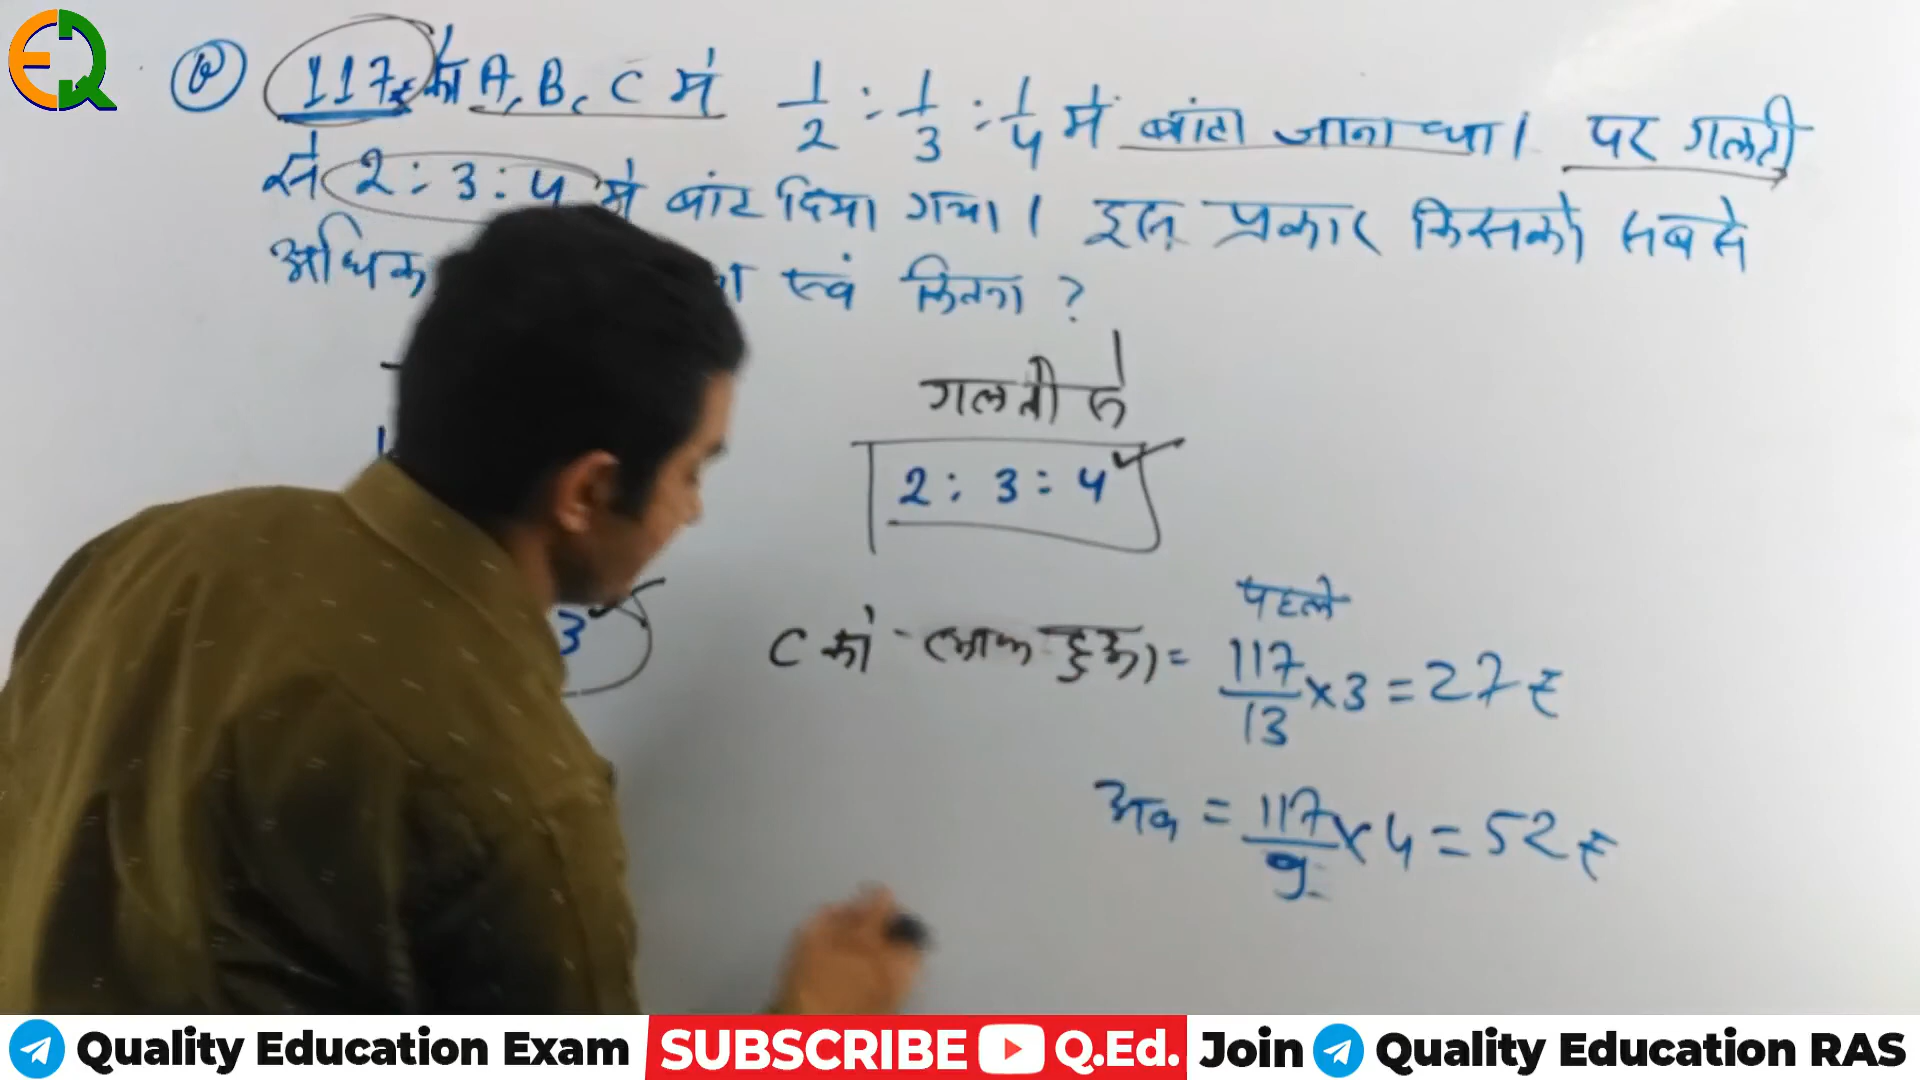 EQ
Q 117₹ को A, B, C में 1/2 : 1/3 : 1/4 में बांटा जाना था। पर गलती
से 2 : 3 : 4 में बांट दिया गया। इस प्रकार किसको सबसे
अधिक एवं कितना ?
गलती से
2 : 3 : 4
3
पहले
C को लाभ हुआ = 117/13 × 3 = 27 ₹
अब = 117/9 × 4 = 52 ₹
Quality Education Exam SUBSCRIBE Q.Ed. Join Quality Education RAS